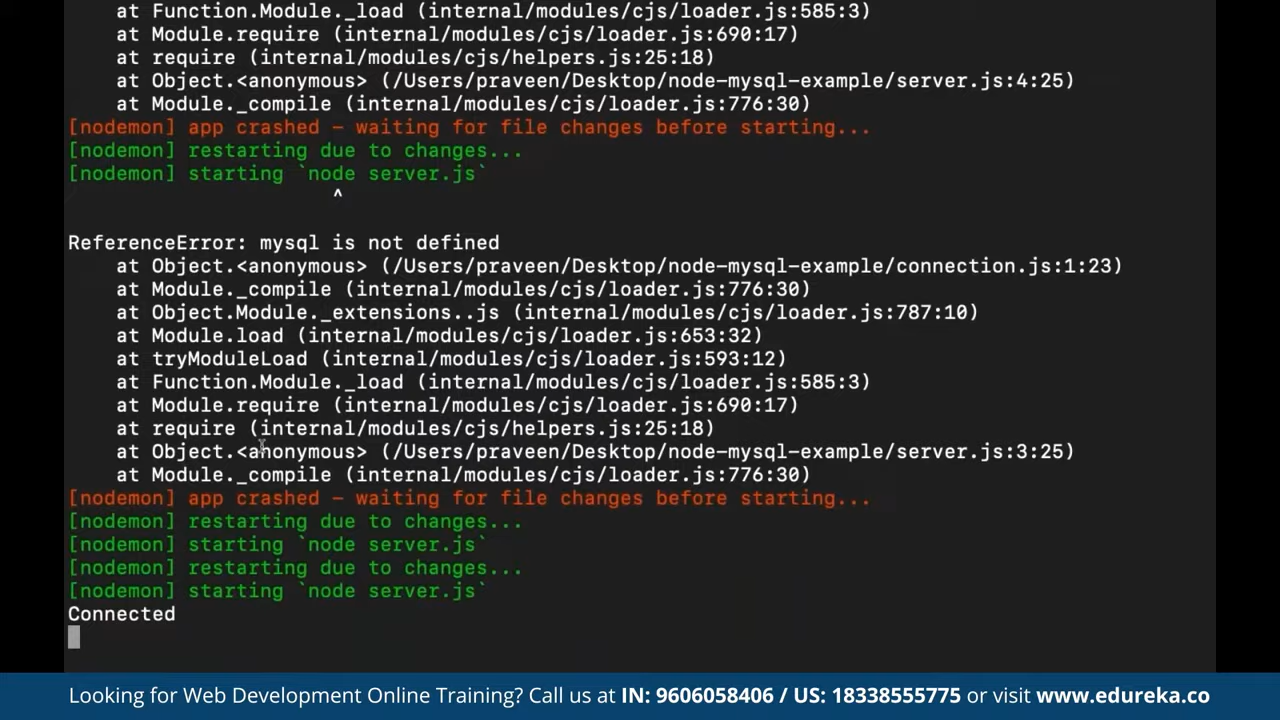 at Function.Module._load (internal/modules/cjs/loader.js:585:3)
at Module.require (internal/modules/cjs/loader.js:690:17)
at require (internal/modules/cjs/helpers.js:25:18)
at Object.<anonymous> (/Users/praveen/Desktop/node-mysql-example/server.js:4:25)
at Module._compile (internal/modules/cjs/loader.js:776:30)
[nodemon] app crashed - waiting for file changes before starting...
[nodemon] restarting due to changes...
[nodemon] starting `node server.js`
^
ReferenceError: mysql is not defined
at Object.<anonymous> (/Users/praveen/Desktop/node-mysql-example/connection.js:1:23)
at Module._compile (internal/modules/cjs/loader.js:776:30)
at Object.Module._extensions..js (internal/modules/cjs/loader.js:787:10)
at Module.load (internal/modules/cjs/loader.js:653:32)
at tryModuleLoad (internal/modules/cjs/loader.js:593:12)
at Function.Module._load (internal/modules/cjs/loader.js:585:3)
at Module.require (internal/modules/cjs/loader.js:690:17)
at require (internal/modules/cjs/helpers.js:25:18)
at Object.<anonymous> (/Users/praveen/Desktop/node-mysql-example/server.js:3:25)
at Module._compile (internal/modules/cjs/loader.js:776:30)
[nodemon] app crashed - waiting for file changes before starting...
[nodemon] restarting due to changes...
[nodemon] starting `node server.js`
[nodemon] restarting due to changes...
[nodemon] starting `node server.js`
Connected
Looking for Web Development Online Training? Call us at IN: 9606058406 / US: 18338555775 or visit www.edureka.co